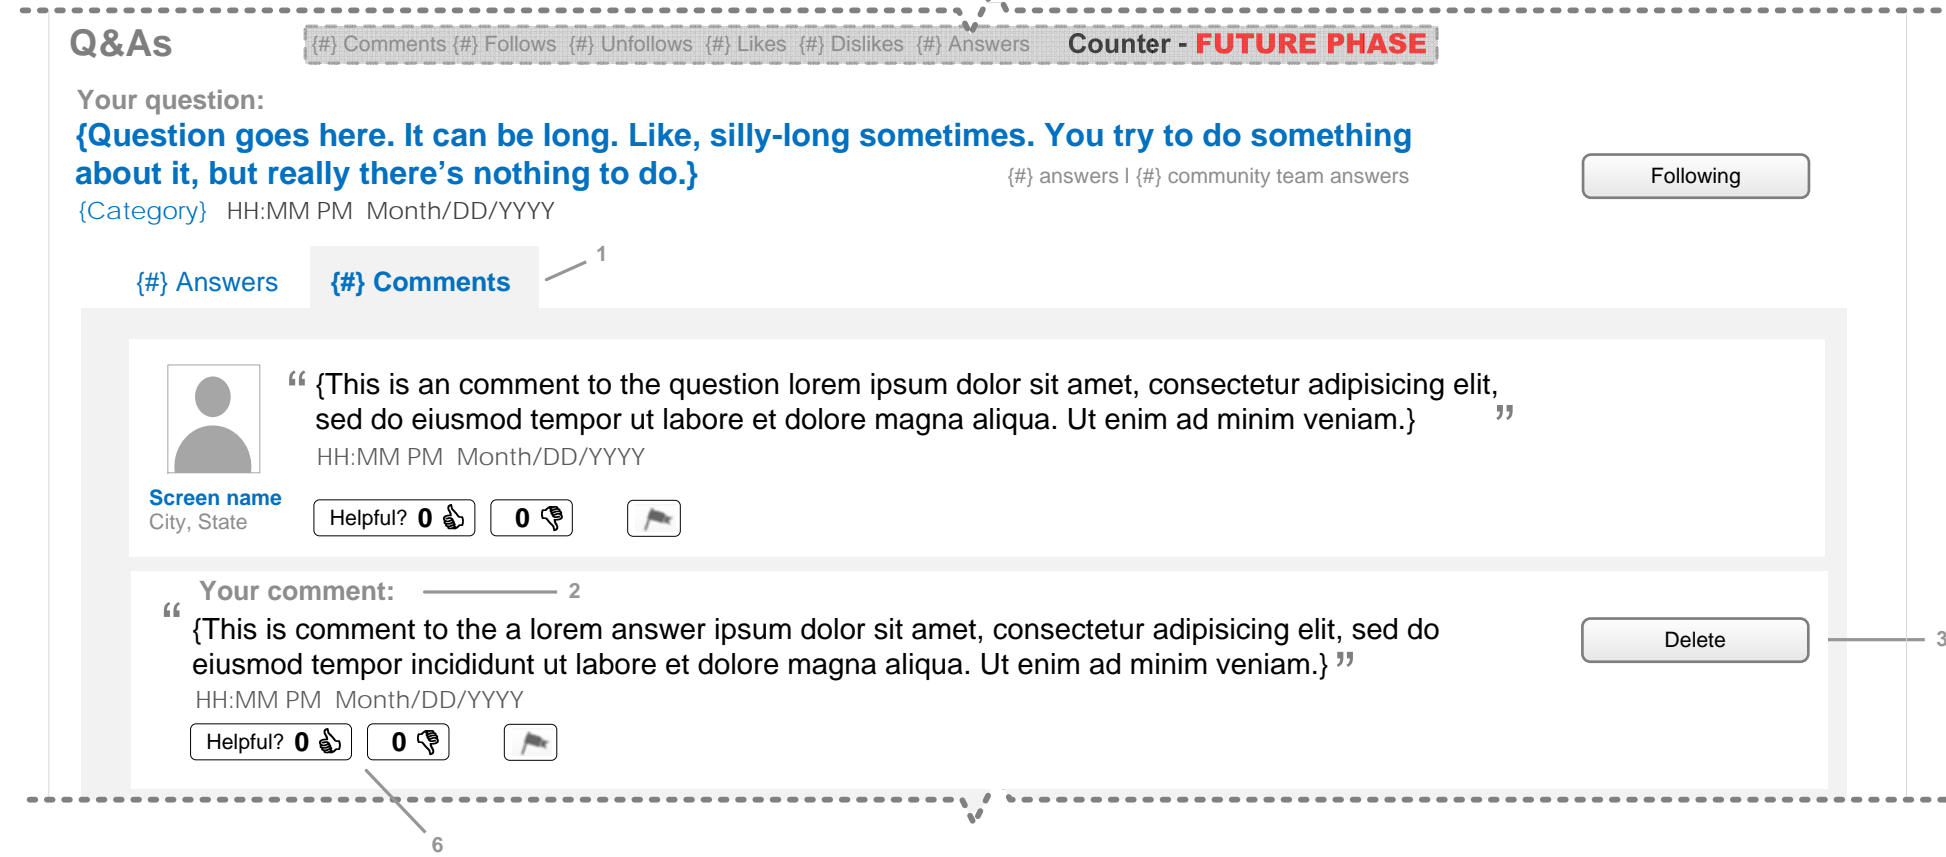 Q&As
{#} Comments {#} Follows {#} Unfollows {#} Likes {#} Dislikes {#} Answers Counter - FUTURE PHASE
Your question:
{Question goes here. It can be long. Like, silly-long sometimes. You try to do something
about it, but really there's nothing to do.}
{#} answers I {#} community team answers
Following
{Category} HH:MM PM Month/DD/YYYY
1
{#} Answers {#} Comments
“ {This is an comment to the question lorem ipsum dolor sit amet, consectetur adipisicing elit,
sed do eiusmod tempor ut labore et dolore magna aliqua. Ut enim ad minim veniam.} ”
HH:MM PM Month/DD/YYYY
Screen name
City, State
Helpful? 0 0
Your comment: 2
“ {This is comment to the a lorem answer ipsum dolor sit amet, consectetur adipisicing elit, sed do
eiusmod tempor incididunt ut labore et dolore magna aliqua. Ut enim ad minim veniam.} ”
Delete 3
HH:MM PM Month/DD/YYYY
Helpful? 0 0
6